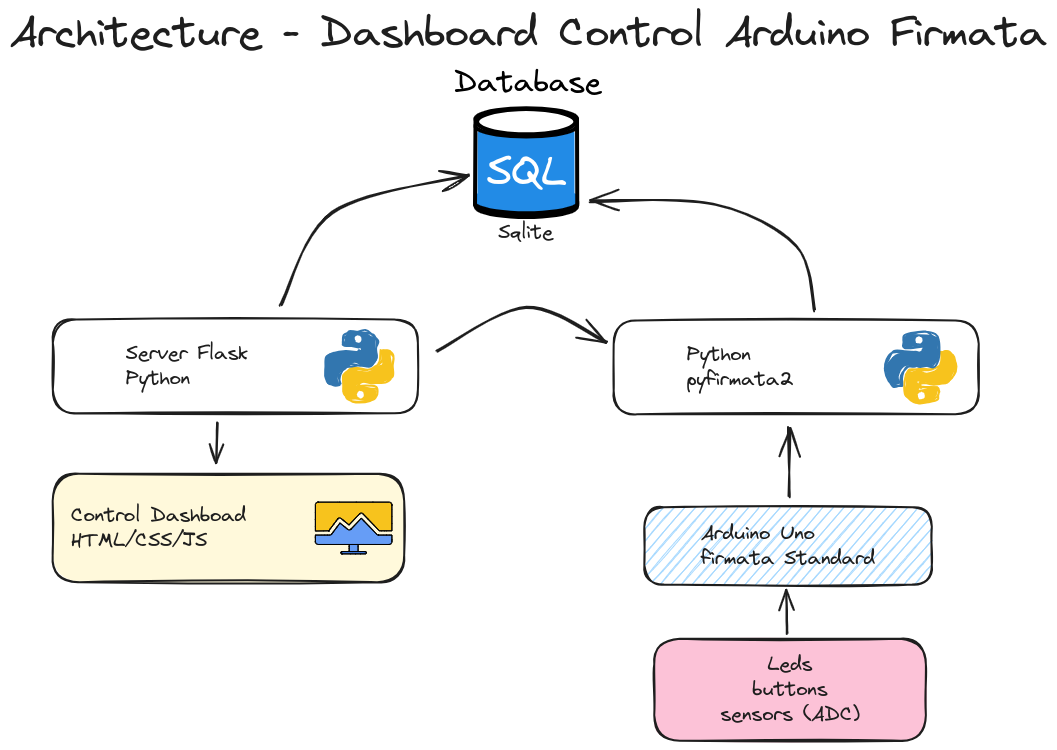 Architecture - Dashboard Control Arduino Firmata
Database
SQL
Sqlite
Server Flask
Python
Python
pyfirmata2
Control Dashboad
HTML/CSS/JS
Arduino Uno
firmata Standard
Leds
buttons
sensors (ADC)